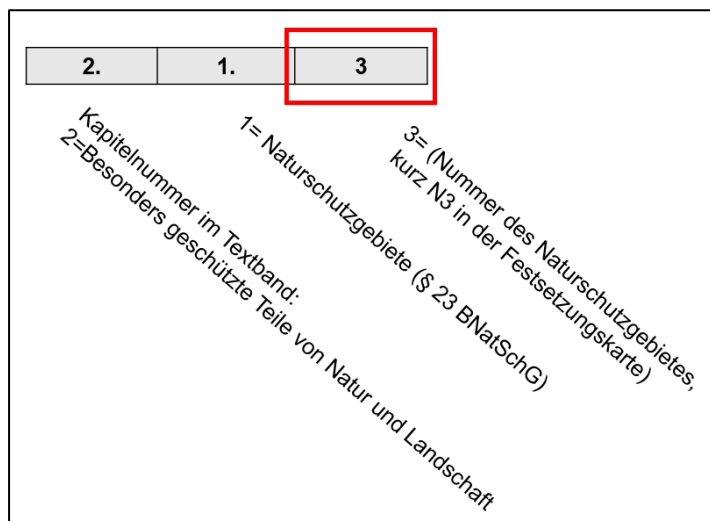 2. 1. 3
Kapitelnummer im Textband:
2=Besonders geschützte Teile von Natur und Landschaft
1= Naturschutzgebiete (§ 23 BNatSchG)
3= (Nummer des Naturschutzgebietes,
kurz N3 in der Festsetzungskarte)